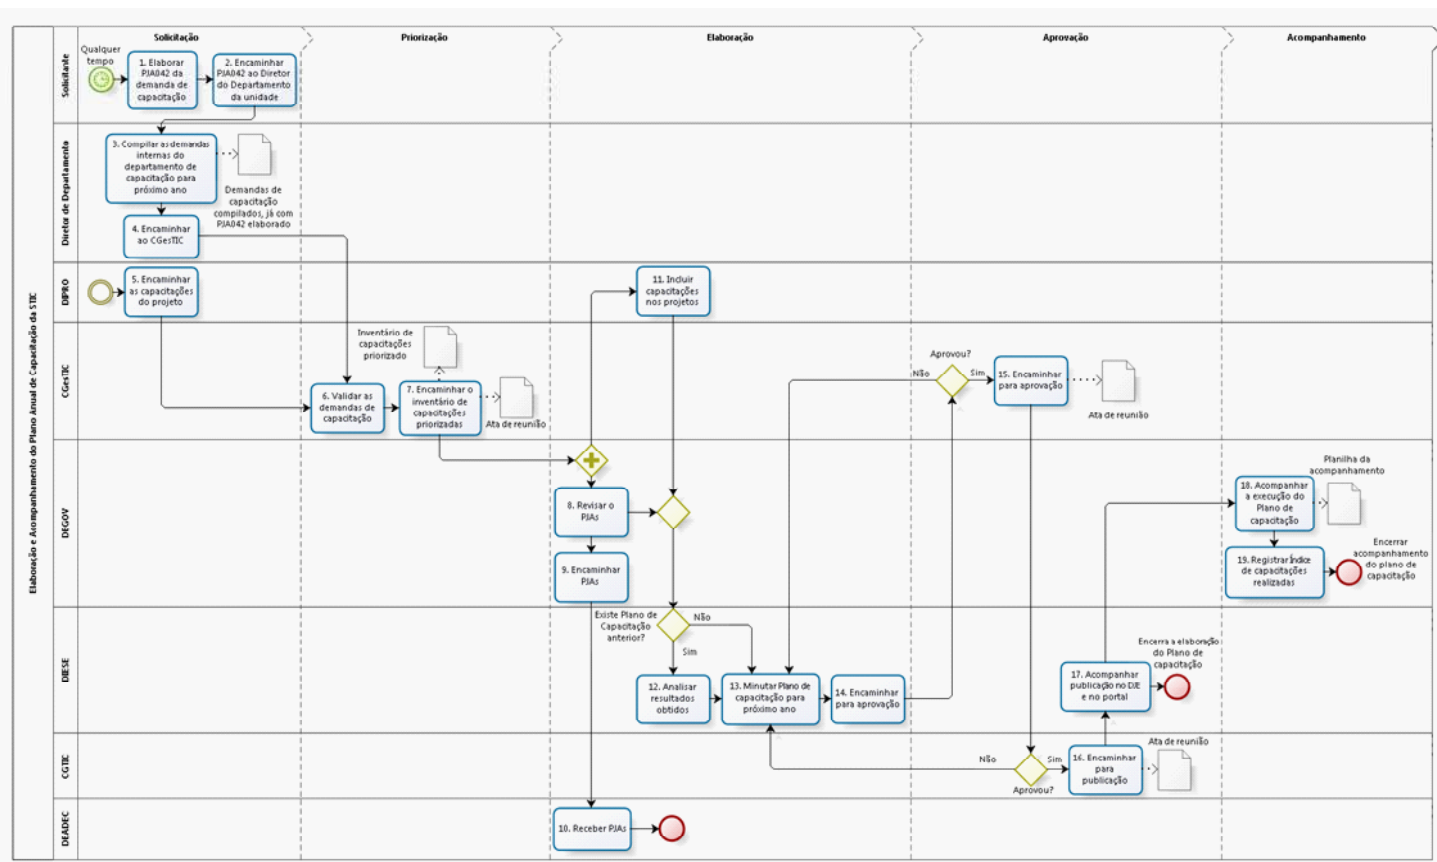 Solicitação
Priorização
Elaboração
Aprovação
Acompanhamento
Elaboração e Acompanhamento do Plano Anual de Capacitação da STIC
Solicitante
Qualquer
tempo
1. Elaborar
PJA042 da
demanda de
capacitação
2. Encaminhar
PJA042 ao Diretor
do Departamento
da unidade
Diretor de Departamento
3. Compilar as demandas
internas do
departamento de
capacitação para
próximo ano
Demandas de
capacitação
compilados, já com
PJA042 elaborado
4. Encaminhar
ao CGesTIC
DIPRO
5. Encaminhar
as capacitações
do projeto
11. Incluir
capacitações
nos projetos
CGesTIC
Inventário de
capacitações
priorizado
6. Validar as
demandas de
capacitação
7. Encaminhar o
inventário de
capacitações
priorizadas
Ata de reunião
Aprovou?
Não
Sim
15. Encaminhar
para aprovação
Ata de reunião
DEGOV
8. Revisar o
PJAs
9. Encaminhar
PJAs
Planilha da
acompanhamento
18. Acompanhar
a execução do
Plano de
capacitação
19. Registrar Índice
de capacitações
realizadas
Encerrar
acompanhamento
do plano de
capacitação
DIESE
Existe Plano de
Capacitação
anterior?
Não
Sim
12. Analisar
resultados
obtidos
13. Minutar Plano de
capacitação para
próximo ano
14. Encaminhar
para aprovação
Encerra a elaboração
do Plano de
capacitação
17. Acompanhar
publicação no DJE
e no portal
CGTIC
Não
Sim
Aprovou?
16. Encaminhar
para
publicação
Ata de reunião
DEADEC
10. Receber PJAs